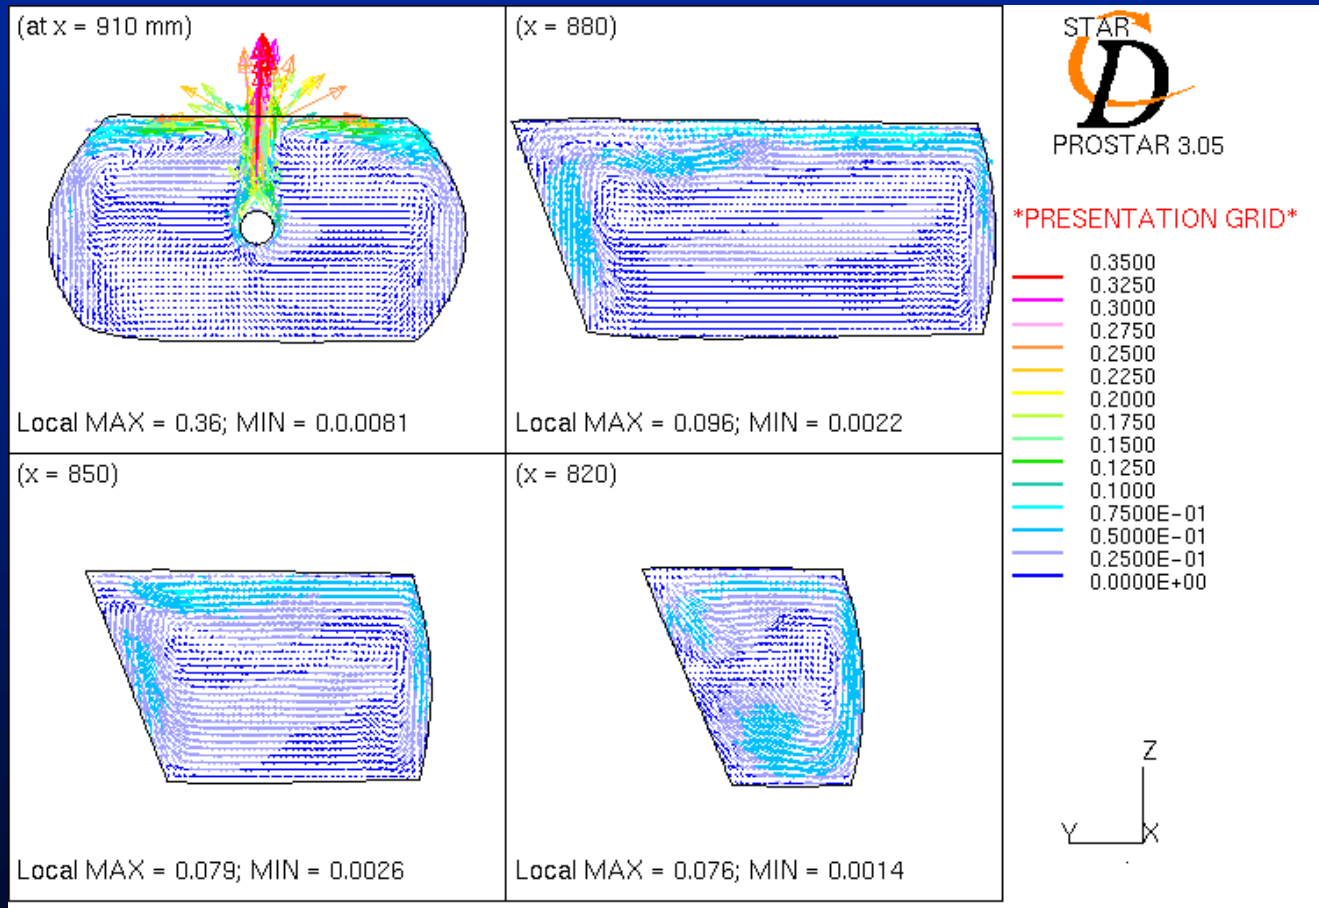 (at x = 910 mm)
Local MAX = 0.36; MIN = 0.0.0081
(x = 880)
Local MAX = 0.096; MIN = 0.0022
(x = 850)
Local MAX = 0.079; MIN = 0.0026
(x = 820)
Local MAX = 0.076; MIN = 0.0014
STAR
D
PROSTAR 3.05
*PRESENTATION GRID*
0.3500
0.3250
0.3000
0.2750
0.2500
0.2250
0.2000
0.1750
0.1500
0.1250
0.1000
0.7500E-01
0.5000E-01
0.2500E-01
0.0000E+00
Z
Y X